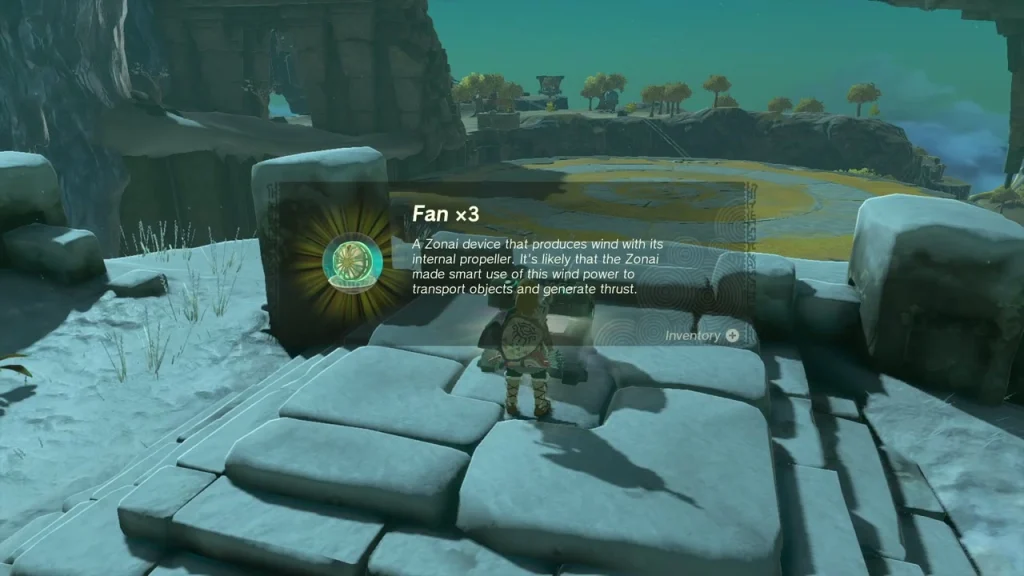 Fan ×3
A Zonai device that produces wind with its
internal propeller. It's likely that the Zonai
made smart use of this wind power to
transport objects and generate thrust.
Inventory